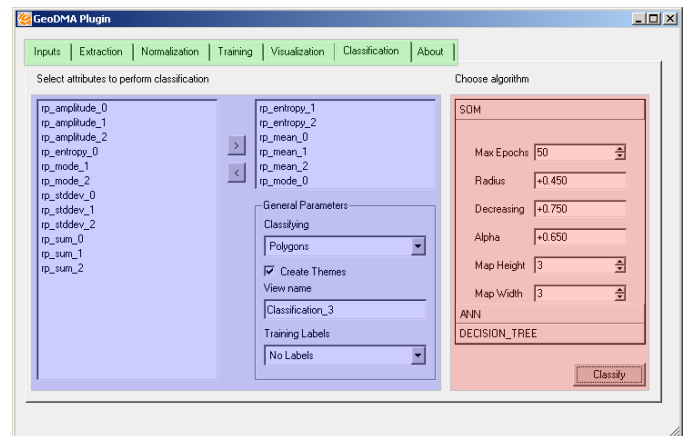 GeoDMA Plugin
Inputs Extraction Normalization Training Visualization Classification About
Select attributes to perform classification
rp_amplitude_0
rp_amplitude_1
rp_amplitude_2
rp_entropy_0
rp_mode_1
rp_mode_2
rp_stddev_0
rp_stddev_1
rp_stddev_2
rp_sum_0
rp_sum_1
rp_sum_2
>
<
rp_entropy_1
rp_entropy_2
rp_mean_0
rp_mean_1
rp_mean_2
rp_mode_0
General Parameters
Classifying
Polygons
Create Themes
View name
Classification_3
Training Labels
No Labels
Choose algorithm
SOM
Max Epochs 50
Radius +0.450
Decreasing +0.750
Alpha +0.650
Map Height 3
Map Width 3
ANN
DECISION_TREE
Classify